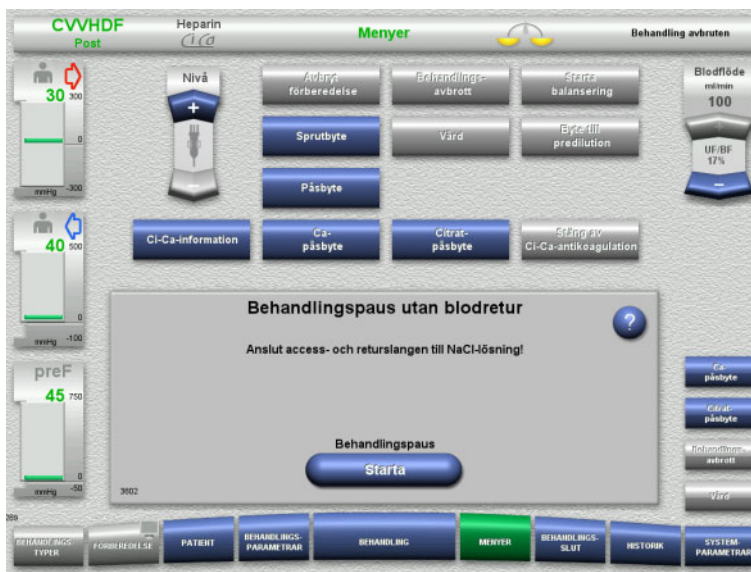 CVVHDF
Post
Heparin
Ci Ca
Menyer
Behandling avbruten
30
300
0
-300
mmHg
Nivå
+
Avbryt
förberedelse
Behandlings-
avbrott
Starta
balansering
Sprutbyte
Vård
Byte till
predilution
Påsbyte
Blodflöde
ml/min
100
UF/BF
17%
40
500
0
-100
mmHg
Ci-Ca-information
Ca-
påsbyte
Citrat-
påsbyte
Stäng av
Ci-Ca-antikoagulation
Behandlingspaus utan blodretur
?
Anslut access- och returslangen till NaCl-lösning!
Behandlingspaus
Starta
3602
preF
45
750
0
-50
mmHg
Ca-
påsbyte
Citrat-
påsbyte
Behandlings-
avbrott
Vård
BEHANDLINGS-
TYPER
FÖRBEREDELSE
PATIENT
BEHANDLINGS-
PARAMETRAR
BEHANDLING
MENYER
BEHANDLINGS-
SLUT
HISTORIK
SYSTEM-
PARAMETRAR